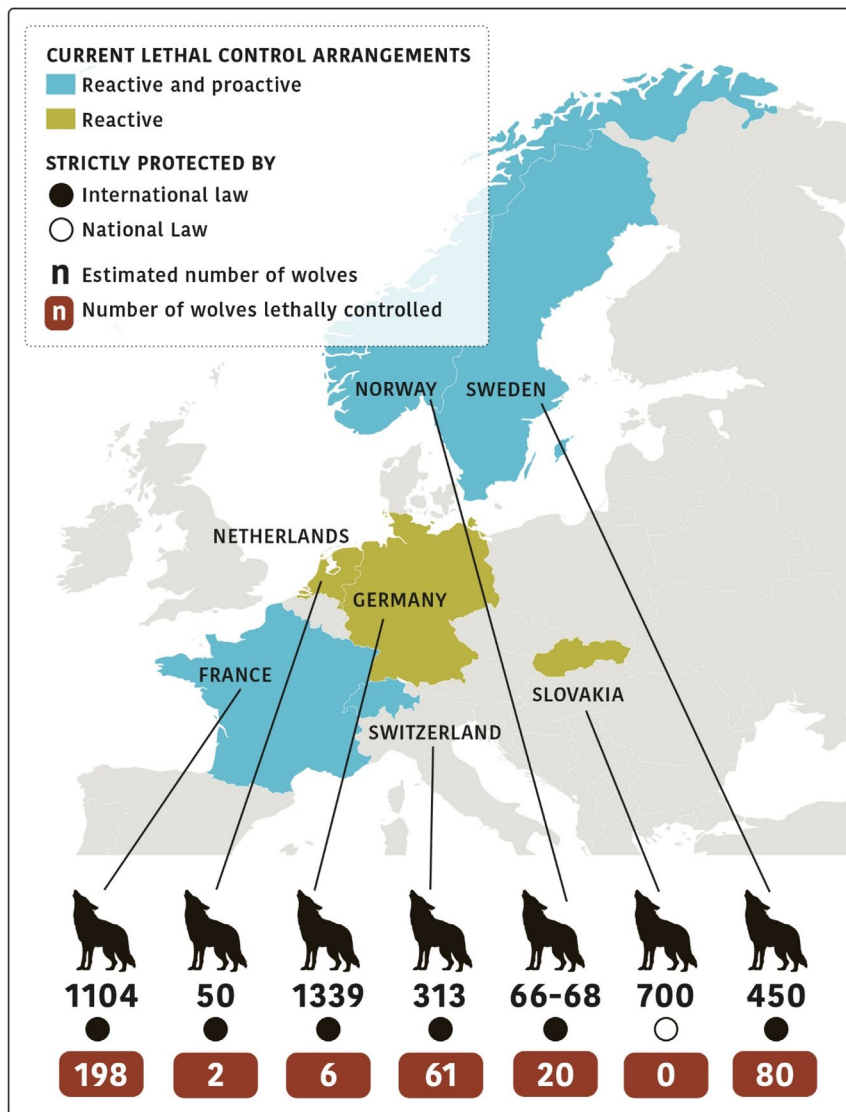 CURRENT LETHAL CONTROL ARRANGEMENTS
Reactive and proactive
Reactive
STRICTLY PROTECTED BY
International law
National Law
n Estimated number of wolves
n Number of wolves lethally controlled
NORWAY SWEDEN
NETHERLANDS
GERMANY
FRANCE
SLOVAKIA
SWITZERLAND
1104 50 1339 313 66-68 700 450
198 2 6 61 20 0 80